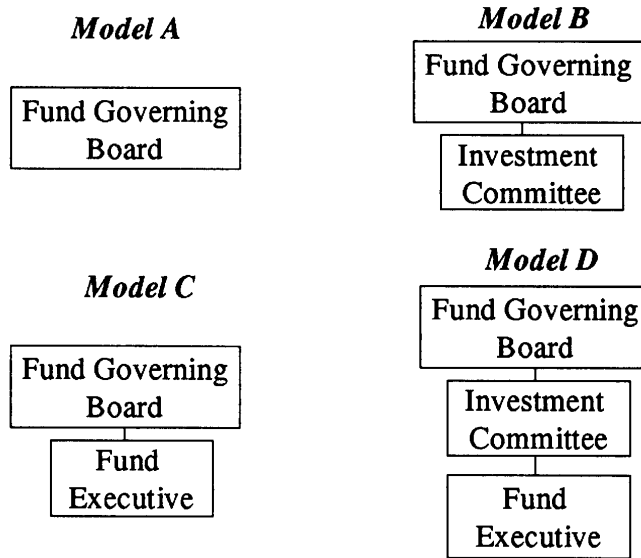 Model A
Fund Governing
Board
Model B
Fund Governing
Board
Investment
Committee
Model C
Fund Governing
Board
Fund
Executive
Model D
Fund Governing
Board
Investment
Committee
Fund
Executive